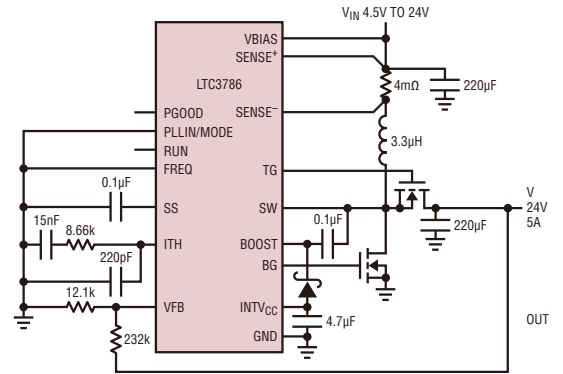 VIN 4.5V TO 24V
VBIAS
SENSE+
LTC3786
4mΩ
220µF
PGOOD
SENSE–
PLLIN/MODE
3.3µH
RUN
FREQ
TG
0.1µF
SS
SW
V
24V
5A
15nF
8.66k
0.1µF
220µF
ITH
BOOST
220pF
BG
12.1k
VFB
INTVCC
4.7µF
OUT
232k
GND